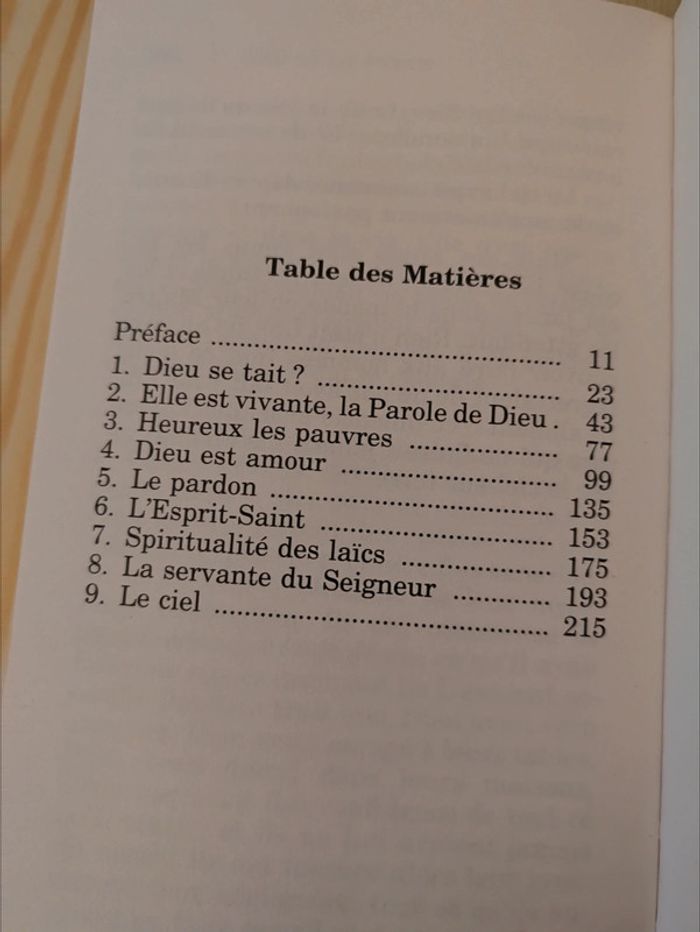 Table des Matières
Préface ................................................ 11
1. Dieu se tait ? .................................. 23
2. Elle est vivante, la Parole de Dieu . 43
3. Heureux les pauvres ..................... 77
4. Dieu est amour .............................. 99
5. Le pardon ....................................... 135
6. L'Esprit-Saint ................................ 153
7. Spiritualité des laïcs ..................... 175
8. La servante du Seigneur ............. 193
9. Le ciel .............................................. 215